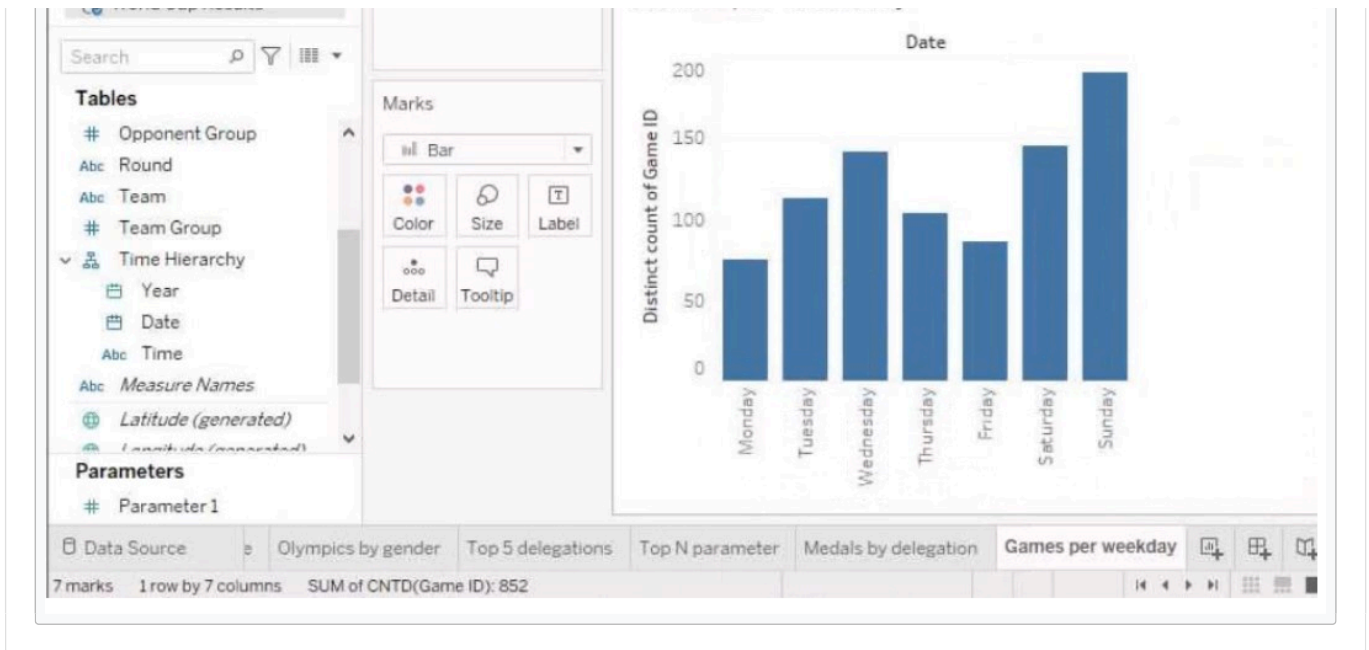 Search
Tables
# Opponent Group
Abc Round
Abc Team
# Team Group
Time Hierarchy
Year
Date
Abc Time
Abc Measure Names
Latitude (generated)
Parameters
# Parameter 1
Marks
Bar
Color Size Label
Detail Tooltip
Date
Distinct count of Game ID
200
150
100
50
0
Monday
Tuesday
Wednesday
Thursday
Friday
Saturday
Sunday
Data Source e Olympics by gender Top 5 delegations Top N parameter Medals by delegation Games per weekday
7 marks 1 row by 7 columns SUM of CNTD(Game ID): 852